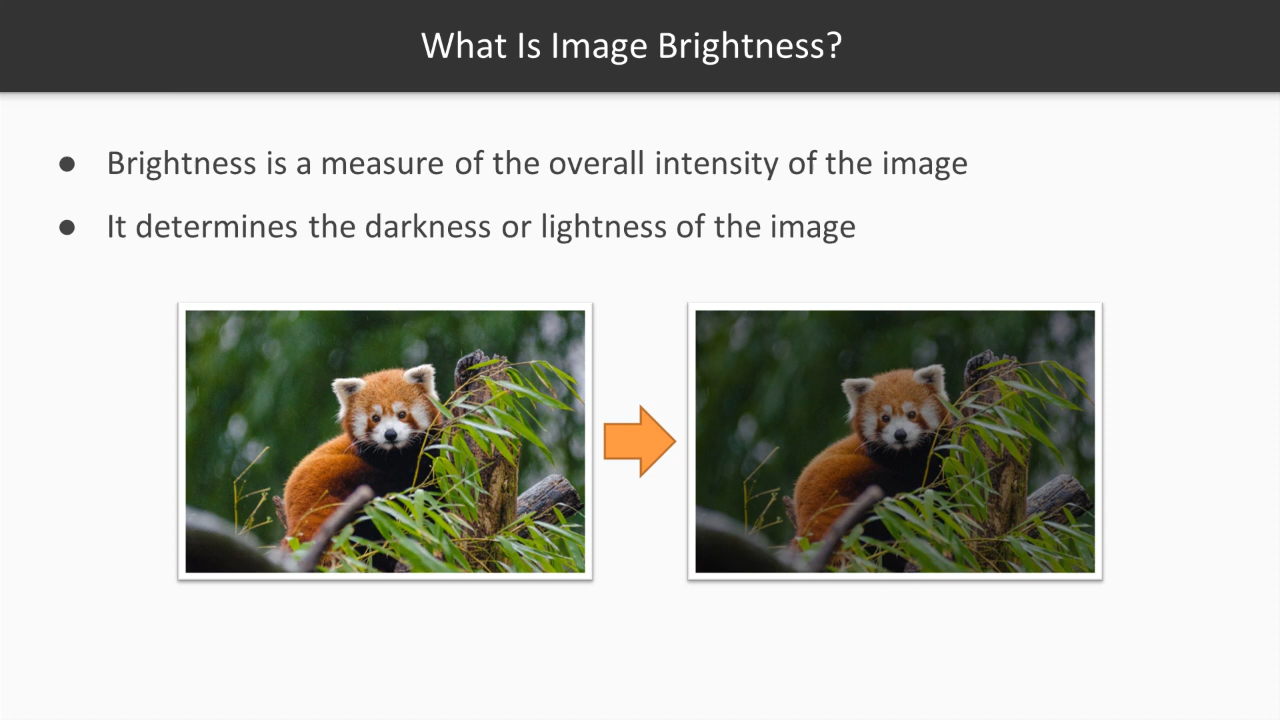 What Is Image Brightness?
● Brightness is a measure of the overall intensity of the image
● It determines the darkness or lightness of the image